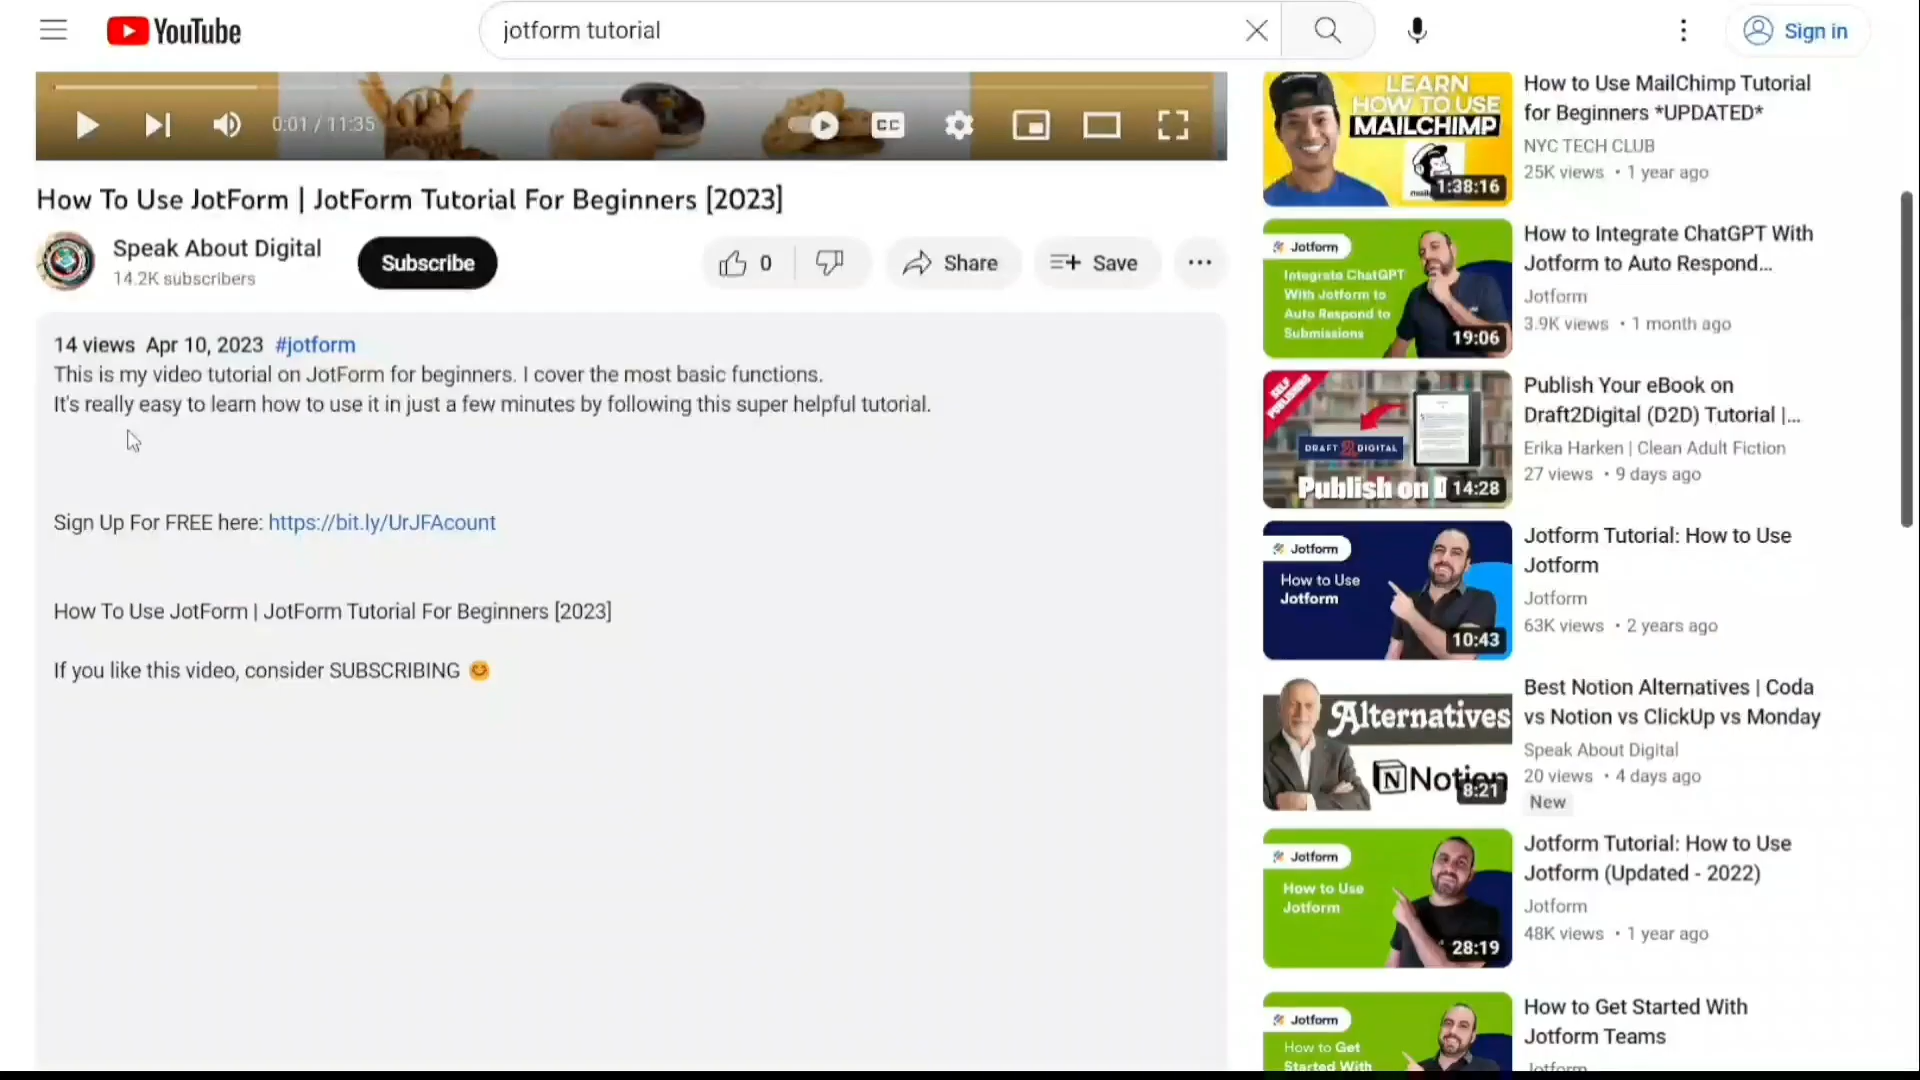 YouTube
jotform tutorial
Sign in
0:01 / 11:35
CC
How To Use JotForm | JotForm Tutorial For Beginners [2023]
Speak About Digital
14.2K subscribers
Subscribe
0
Share
Save
14 views Apr 10, 2023 #jotform
This is my video tutorial on JotForm for beginners. I cover the most basic functions.
It's really easy to learn how to use it in just a few minutes by following this super helpful tutorial.
Sign Up For FREE here: https://bit.ly/UrJFAcount
How To Use JotForm | JotForm Tutorial For Beginners [2023]
If you like this video, consider SUBSCRIBING 😊
LEARN
HOW TO USE
MAILCHIMP
1:38:16
How to Use MailChimp Tutorial
for Beginners *UPDATED*
NYC TECH CLUB
25K views • 1 year ago
Jotform
Integrate ChatGPT
With Jotform to
Auto Respond to
Submissions
19:06
How to Integrate ChatGPT With
Jotform to Auto Respond...
Jotform
3.9K views • 1 month ago
SELF PUBLISHING
DRAFT 2 DIGITAL
Publish on
14:28
Publish Your eBook on
Draft2Digital (D2D) Tutorial |...
Erika Harken | Clean Adult Fiction
27 views • 9 days ago
Jotform
How to Use
Jotform
10:43
Jotform Tutorial: How to Use
Jotform
Jotform
63K views • 2 years ago
Alternatives
Notion
8:21
Best Notion Alternatives | Coda
vs Notion vs ClickUp vs Monday
Speak About Digital
20 views • 4 days ago
New
Jotform
How to Use
Jotform
28:19
Jotform Tutorial: How to Use
Jotform (Updated - 2022)
Jotform
48K views • 1 year ago
Jotform
How to Get
Started With
How to Get Started With
Jotform Teams
Jotform